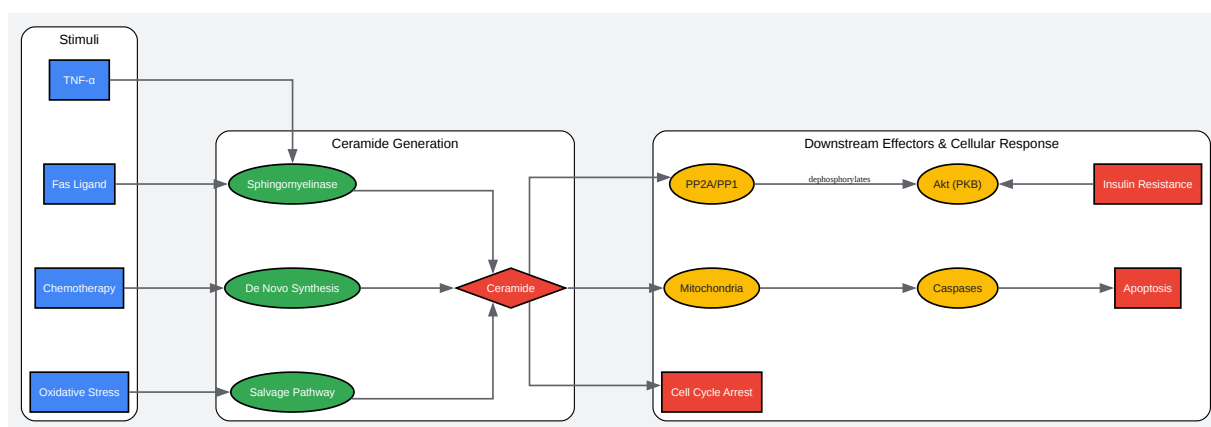 Stimuli
TNF-α
Fas Ligand
Chemotherapy
Oxidative Stress
Ceramide Generation
Sphingomyelinase
De Novo Synthesis
Salvage Pathway
Ceramide
Downstream Effectors & Cellular Response
PP2A/PP1
dephosphorylates
Akt (PKB)
Insulin Resistance
Mitochondria
Caspases
Apoptosis
Cell Cycle Arrest